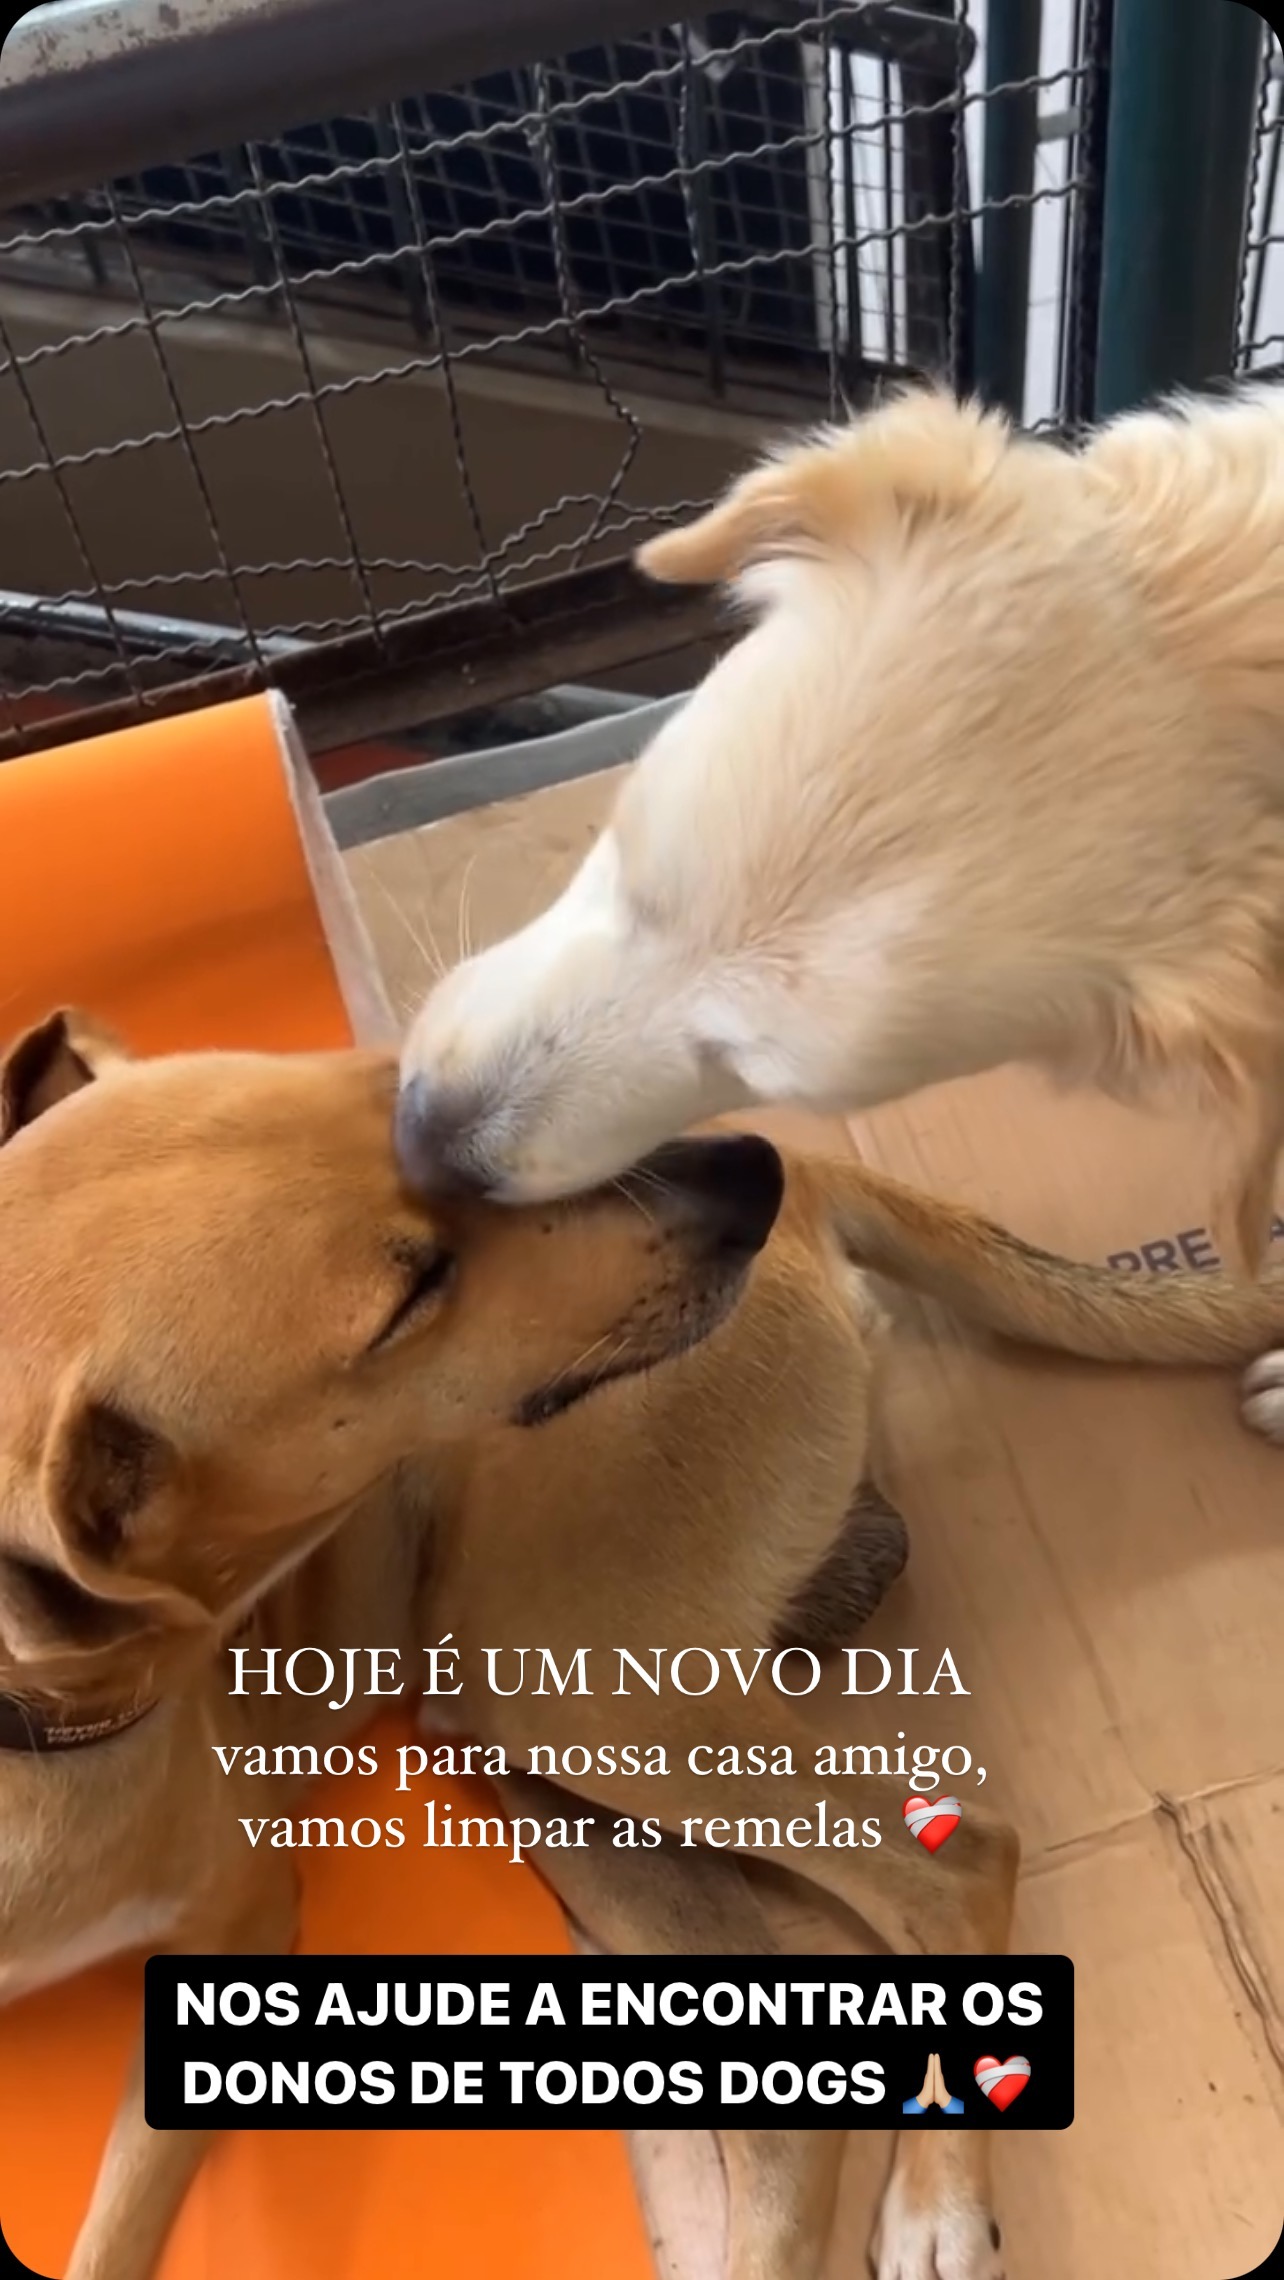 PRE
HOJE É UM NOVO DIA
vamos para nossa casa amigo,
vamos limpar as remelas ❤️‍🩹
NOS AJUDE A ENCONTRAR OS
DONOS DE TODOS DOGS 🙏🏼❤️‍🩹